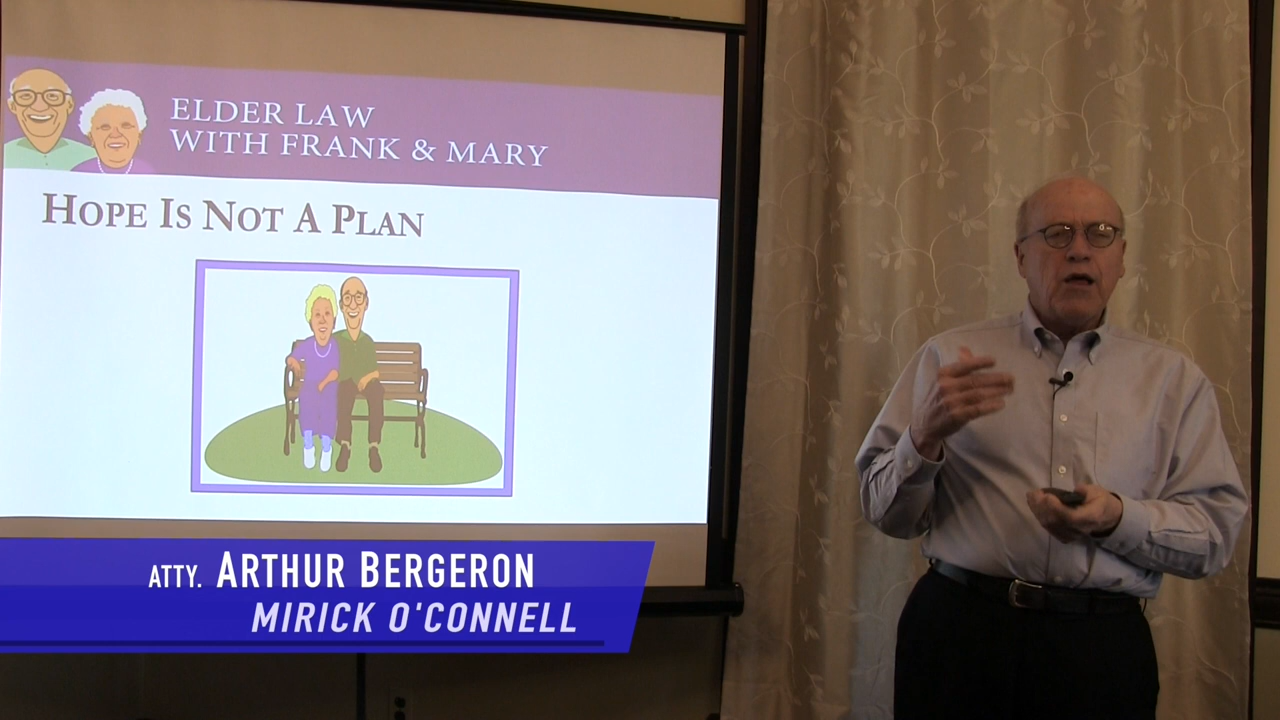 ELDER LAW
WITH FRANK & MARY
HOPE IS NOT A PLAN
ATTY. ARTHUR BERGERON
MIRICK O'CONNELL